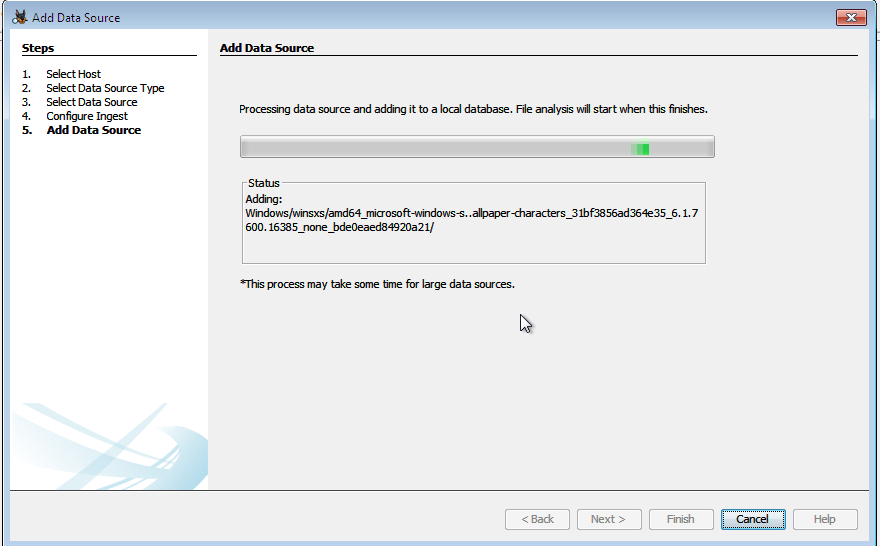 Add Data Source
Steps
1. Select Host
2. Select Data Source Type
3. Select Data Source
4. Configure Ingest
5. Add Data Source
Add Data Source
Processing data source and adding it to a local database. File analysis will start when this finishes.
Status
Adding:
Windows/winsxs/amd64_microsoft-windows-s..allpaper-characters_31bf3856ad364e35_6.1.7
600.16385_none_bde0eaed84920a21/
*This process may take some time for large data sources.
< Back
Next >
Finish
Cancel
Help